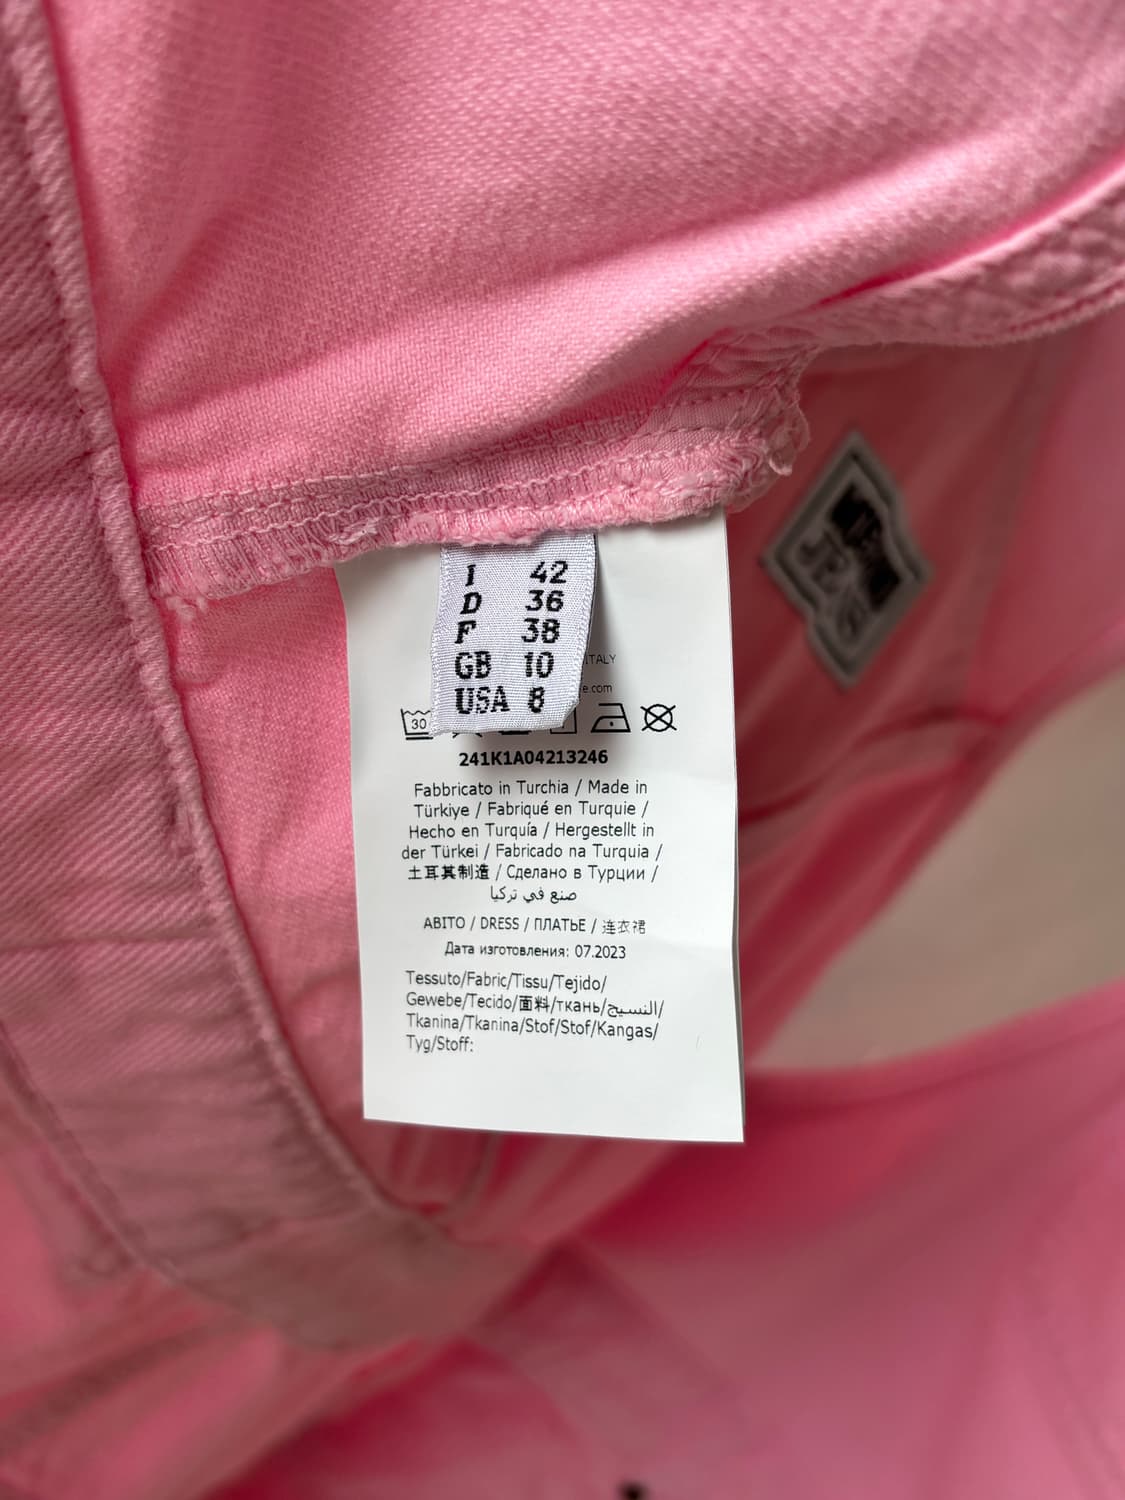 I 42
D 36
F 38
GB 10
USA 8
ITALY
e.com
30
241K1A04213246
Fabbricato in Turchia / Made in
Türkiye / Fabriqué en Turquie /
Hecho en Turquía / Hergestellt in
der Türkei / Fabricado na Turquia /
土耳其制造 / Сделано в Турции /
صنع في تركيا
ABITO / DRESS / ПЛАТЬЕ / 连衣裙
Дата изготовления: 07.2023
Tessuto/Fabric/Tissu/Tejido/
Gewebe/Tecido/面料/ткань/النسيج/
Tkanina/Tkanina/Stof/Stof/Kangas/
Tyg/Stoff: